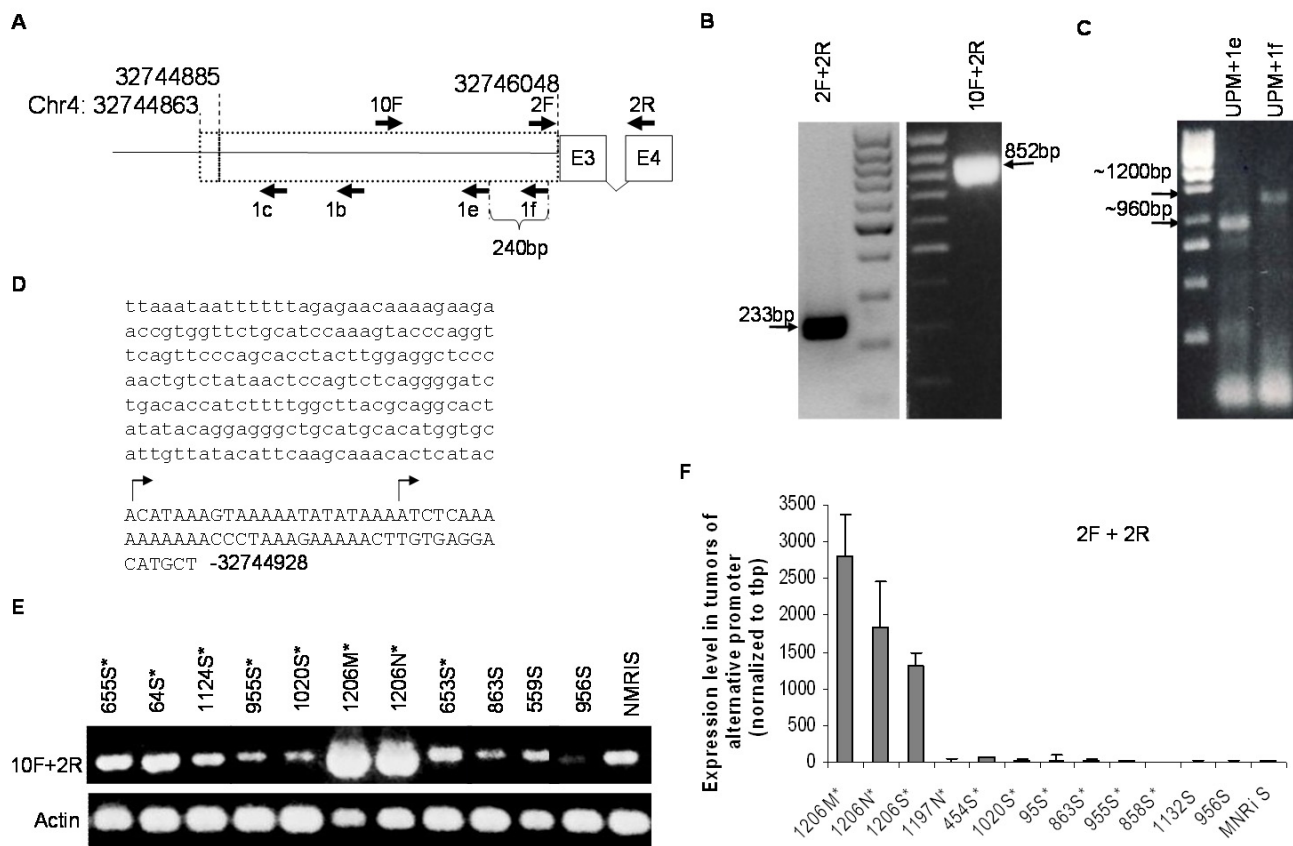 A
32744885
Chr4: 32744863
32746048
10F
2F
2R
E3
E4
1c
1b
1e
1f
240bp
B
2F+2R
10F+2R
852bp
233bp
C
UPM+1e
UPM+1f
~1200bp
~960bp
D
ttaaataattttttagagaacaaaagaaga
accgtggttctgcatccaaagtacccaggt
tcagttcccagcacctacttggaggctccc
aactgtctataactccagtctcaggggatc
tgacaccatcttttggcttacgcaggcact
atatacaggagggctgcatgcacatggtgc
attgttatacattcaagcaaacactcatac
ACATAAAGTAAAAATATATAAAATCTCAAA
AAAAAAACCCTAAAGAAAAACTTGTGAGGA
CATGCT -32744928
E
655S*
64S*
1124S*
955S*
1020S*
1206M*
1206N*
653S*
863S
559S
956S
NMRIS
10F+2R
Actin
F
Expression level in tumors of
alternative promoter
(nornalized to tbp)
3500
3000
2500
2000
1500
1000
500
0
2F + 2R
1206M*
1206N*
1206S*
1197N*
454S*
1020S*
95S*
863S*
955S*
858S*
1132S
956S
MNRi S